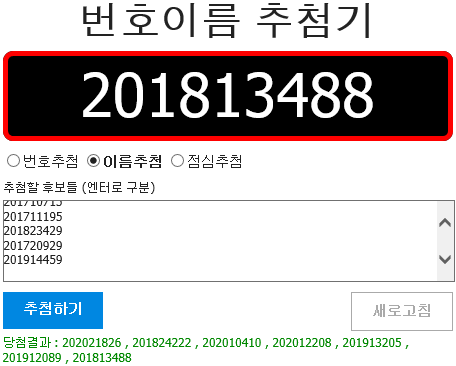 번호이름 추첨기
201813488
번호추첨 이름추첨 점심추첨
추첨할 후보들 (엔터로 구분)
201710715
201711195
201823429
201720929
201914459
추첨하기 새로고침
당첨결과 : 202021826 , 201824222 , 202010410 , 202012208 , 201913205 ,
201912089 , 201813488